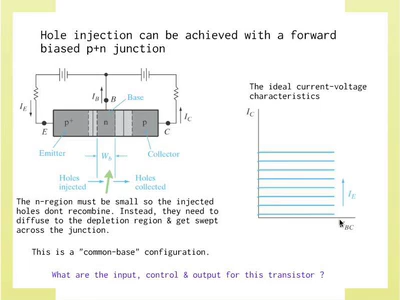 Hole injection can be achieved with a forward
biased p+n junction
I_B
B
Base
I_E
I_C
E
p+
n
p
C
Emitter
W_b
Collector
Holes
injected
Holes
collected
The ideal current-voltage
characteristics
I_C
I_E
BC
The n-region must be small so the injected
holes dont recombine. Instead, they need to
diffuse to the depletion region & get swept
across the junction.
This is a "common-base" configuration.
What are the input, control & output for this transistor ?